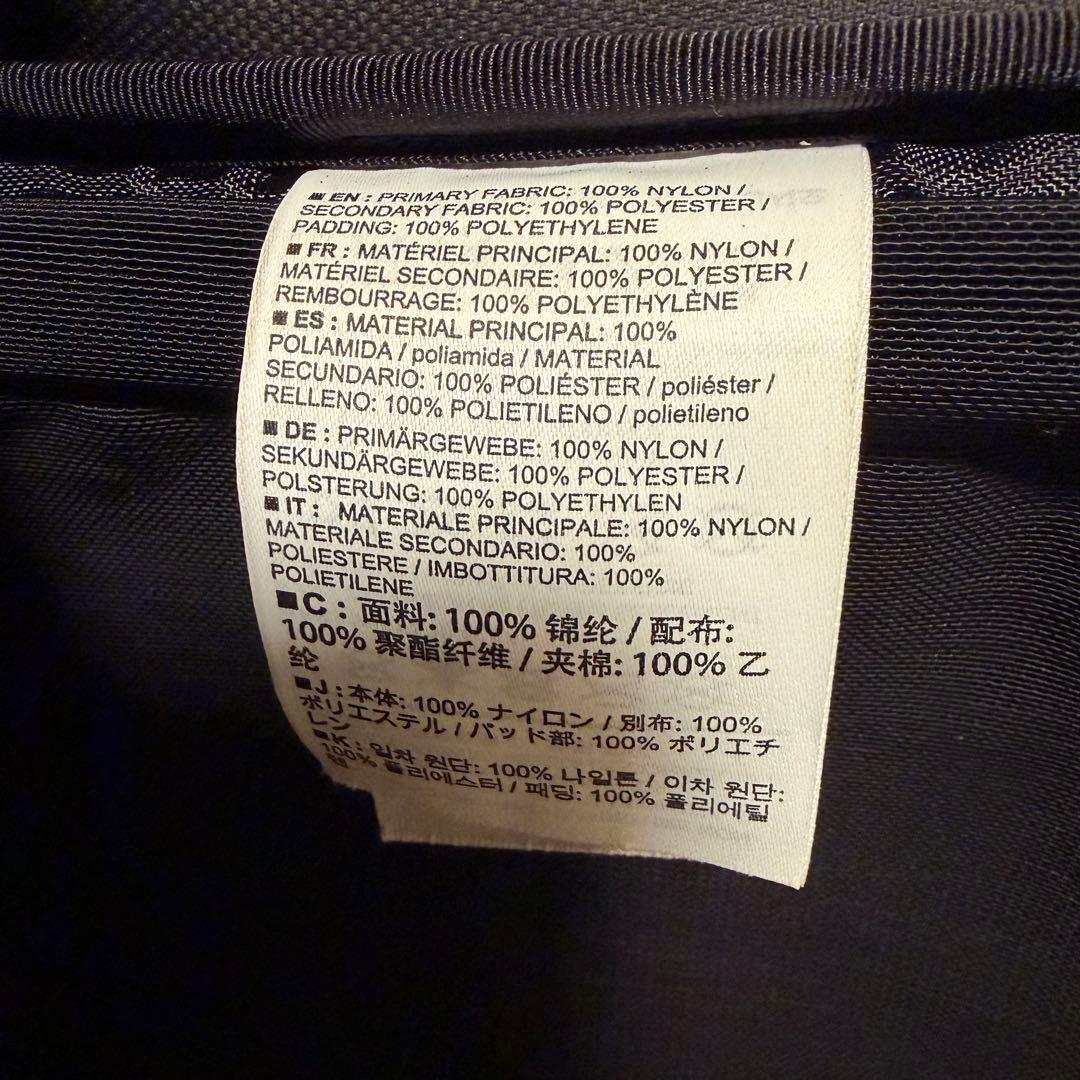 ■ EN : PRIMARY FABRIC: 100% NYLON /
SECONDARY FABRIC: 100% POLYESTER /
PADDING: 100% POLYETHYLENE
■ FR : MATÉRIEL PRINCIPAL: 100% NYLON /
MATÉRIEL SECONDAIRE: 100% POLYESTER /
REMBOURRAGE: 100% POLYETHYLÈNE
■ ES : MATERIAL PRINCIPAL: 100%
POLIAMIDA / poliamida / MATERIAL
SECUNDARIO: 100% POLIÉSTER / poliéster /
RELLENO: 100% POLIETILENO / polietileno
■ DE : PRIMÄRGEWEBE: 100% NYLON /
SEKUNDÄRGEWEBE: 100% POLYESTER /
POLSTERUNG: 100% POLYETHYLEN
■ IT : MATERIALE PRINCIPALE: 100% NYLON /
MATERIALE SECONDARIO: 100%
POLIESTERE / IMBOTTITURA: 100%
POLIETILENE
■C : 面料: 100% 锦纶 / 配布:
100% 聚酯纤维 / 夹棉: 100% 乙
纶
■J : 本体: 100% ナイロン / 別布: 100%
ポリエステル / パッド部: 100% ポリエチ
レン
■K : 일차 원단: 100% 나일론 / 이차 원단:
100% 폴리에스터 / 패딩: 100% 폴리에틸
렌